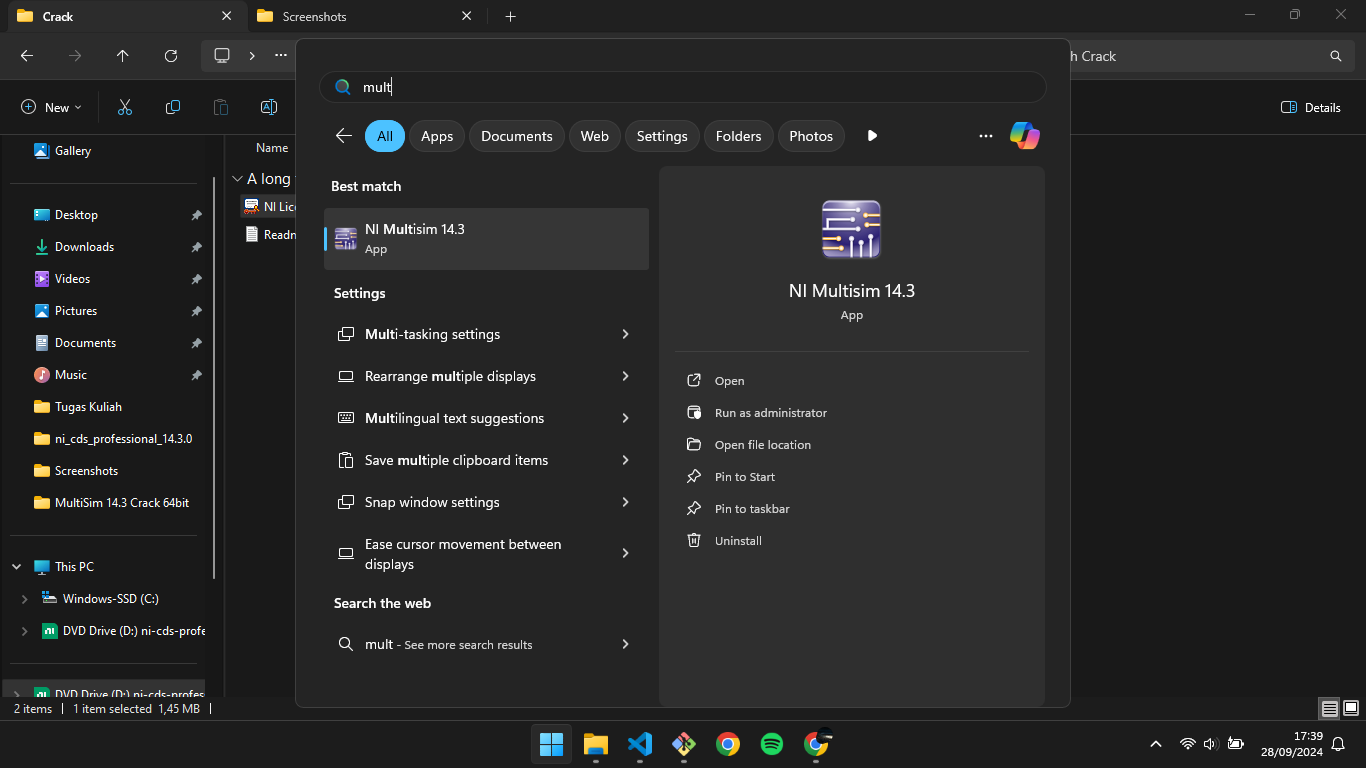 Crack
Screenshots
mult
h Crack
New
Details
All
Apps
Documents
Web
Settings
Folders
Photos
Gallery
Desktop
Downloads
Videos
Pictures
Documents
Music
Tugas Kuliah
ni_cds_professional_14.3.0
Screenshots
MultiSim 14.3 Crack 64bit
This PC
Windows-SSD (C:)
DVD Drive (D:) ni-cds-profe
DVD Drive (D:) ni-cds-profes
Name
A long
NI Lic
Readn
Best match
NI Multisim 14.3
App
Settings
Multi-tasking settings
Rearrange multiple displays
Multilingual text suggestions
Save multiple clipboard items
Snap window settings
Ease cursor movement between
displays
Search the web
mult - See more search results
NI Multisim 14.3
App
Open
Run as administrator
Open file location
Pin to Start
Pin to taskbar
Uninstall
2 items
1 item selected 1,45 MB
17:39
28/09/2024